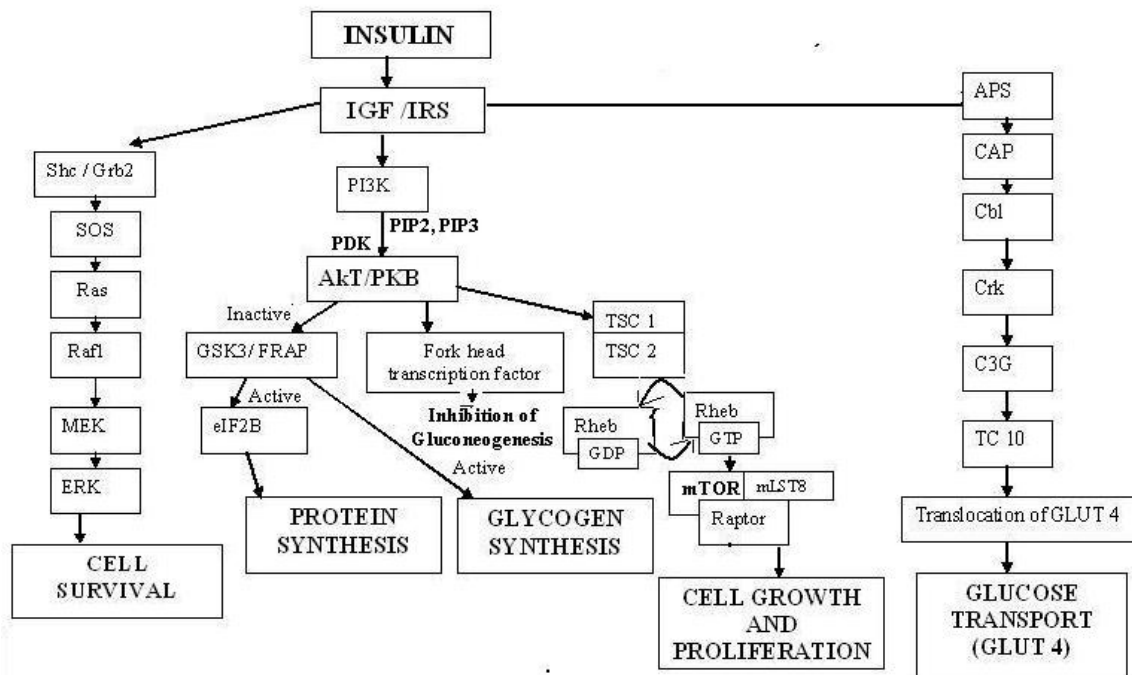 INSULIN
IGF /IRS
APS
CAP
Cbl
Crk
C3G
TC 10
Translocation of GLUT 4
GLUCOSE
TRANSPORT
(GLUT 4)
Shc / Grb2
SOS
Ras
Raf1
MEK
ERK
CELL
SURVIVAL
PI3K
PIP2, PIP3
PDK
AkT/PKB
Inactive
GSK3/ FRAP
Active
eIF2B
PROTEIN
SYNTHESIS
Active
GLYCOGEN
SYNTHESIS
Fork head
transcription factor
Inhibition of
Gluconeogenesis
TSC 1
TSC 2
Rheb
GDP
Rheb
GTP
mTOR
mLST8
Raptor
CELL GROWTH
AND
PROLIFERATION